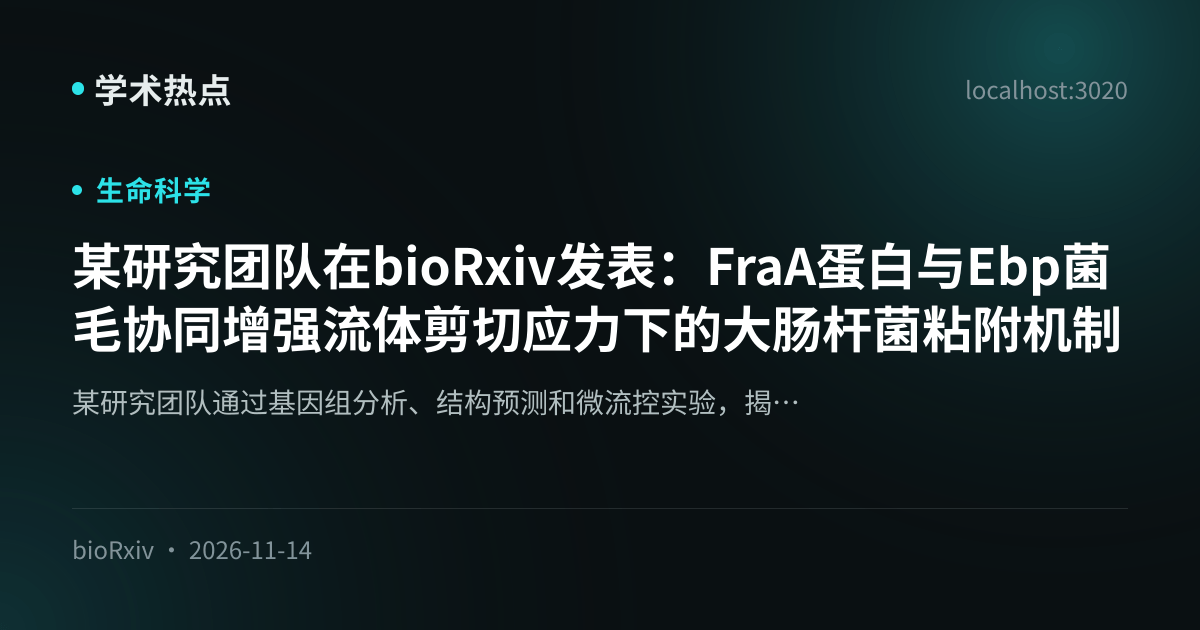 学术热点
localhost:3020
生命科学
某研究团队在bioRxiv发表：FraA蛋白与Ebp菌
毛协同增强流体剪切应力下的大肠杆菌粘附机制
某研究团队通过基因组分析、结构预测和微流控实验，揭…
bioRxiv · 2026-11-14